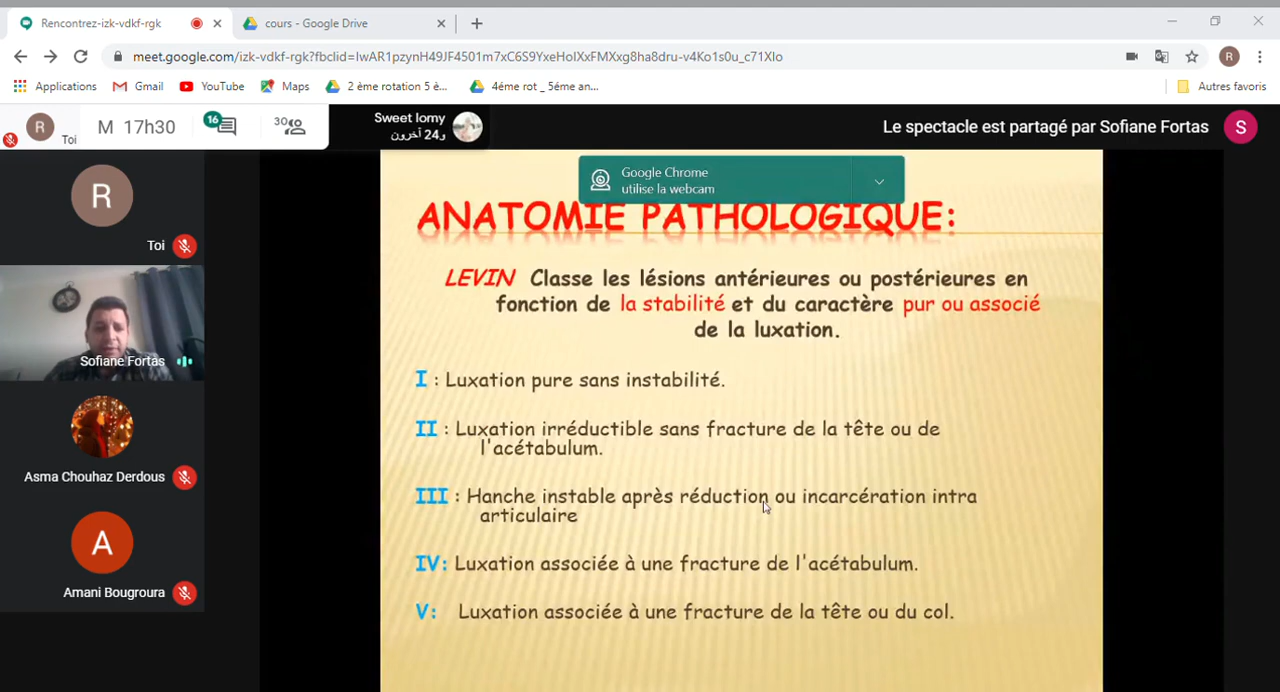 Rencontrez-izk-vdkf-rgk
cours - Google Drive
meet.google.com/izk-vdkf-rgk?fbclid=IwAR1pzynH49JF4501m7xC6S9YxeHoIXxFMXxg8ha8dru-v4Ko1s0u_c71XIo
R
Applications
Gmail
YouTube
Maps
2 ème rotation 5 è...
4éme rot _ 5éme an...
Autres favoris
R
Toi
M 17h30
16
30
Sweet lomy
و24 آخرون
Le spectacle est partagé par Sofiane Fortas
S
R
Toi
Sofiane Fortas
Asma Chouhaz Derdous
A
Amani Bougroura
Google Chrome
utilise la webcam
ANATOMIE PATHOLOGIQUE:
LEVIN Classe les lésions antérieures ou postérieures en
fonction de la stabilité et du caractère pur ou associé
de la luxation.
I : Luxation pure sans instabilité.
II : Luxation irréductible sans fracture de la tête ou de
l'acétabulum.
III : Hanche instable après réduction ou incarcération intra
articulaire
IV: Luxation associée à une fracture de l'acétabulum.
V: Luxation associée à une fracture de la tête ou du col.